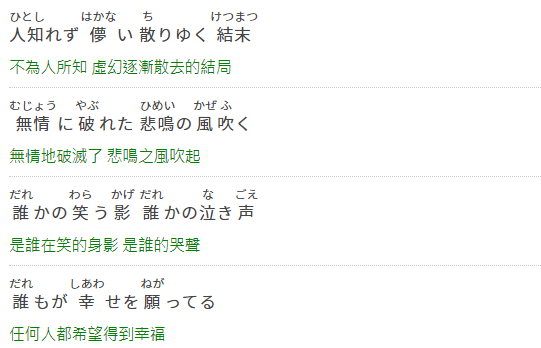 ひとし はかな ち けつまつ
人知れず 儚 い 散りゆく 結末
不為人所知 虛幻逐漸散去的結局
むじょう やぶ ひめい かぜ ふ
無情 に 破 れた 悲鳴の 風 吹く
無情地破滅了 悲鳴之風吹起
だれ わら かげ だれ な ごえ
誰 かの 笑 う 影 誰 かの泣き 声
是誰在笑的身影 是誰的哭聲
だれ しあわ ねが
誰 もが 幸 せを 願 ってる
任何人都希望得到幸福